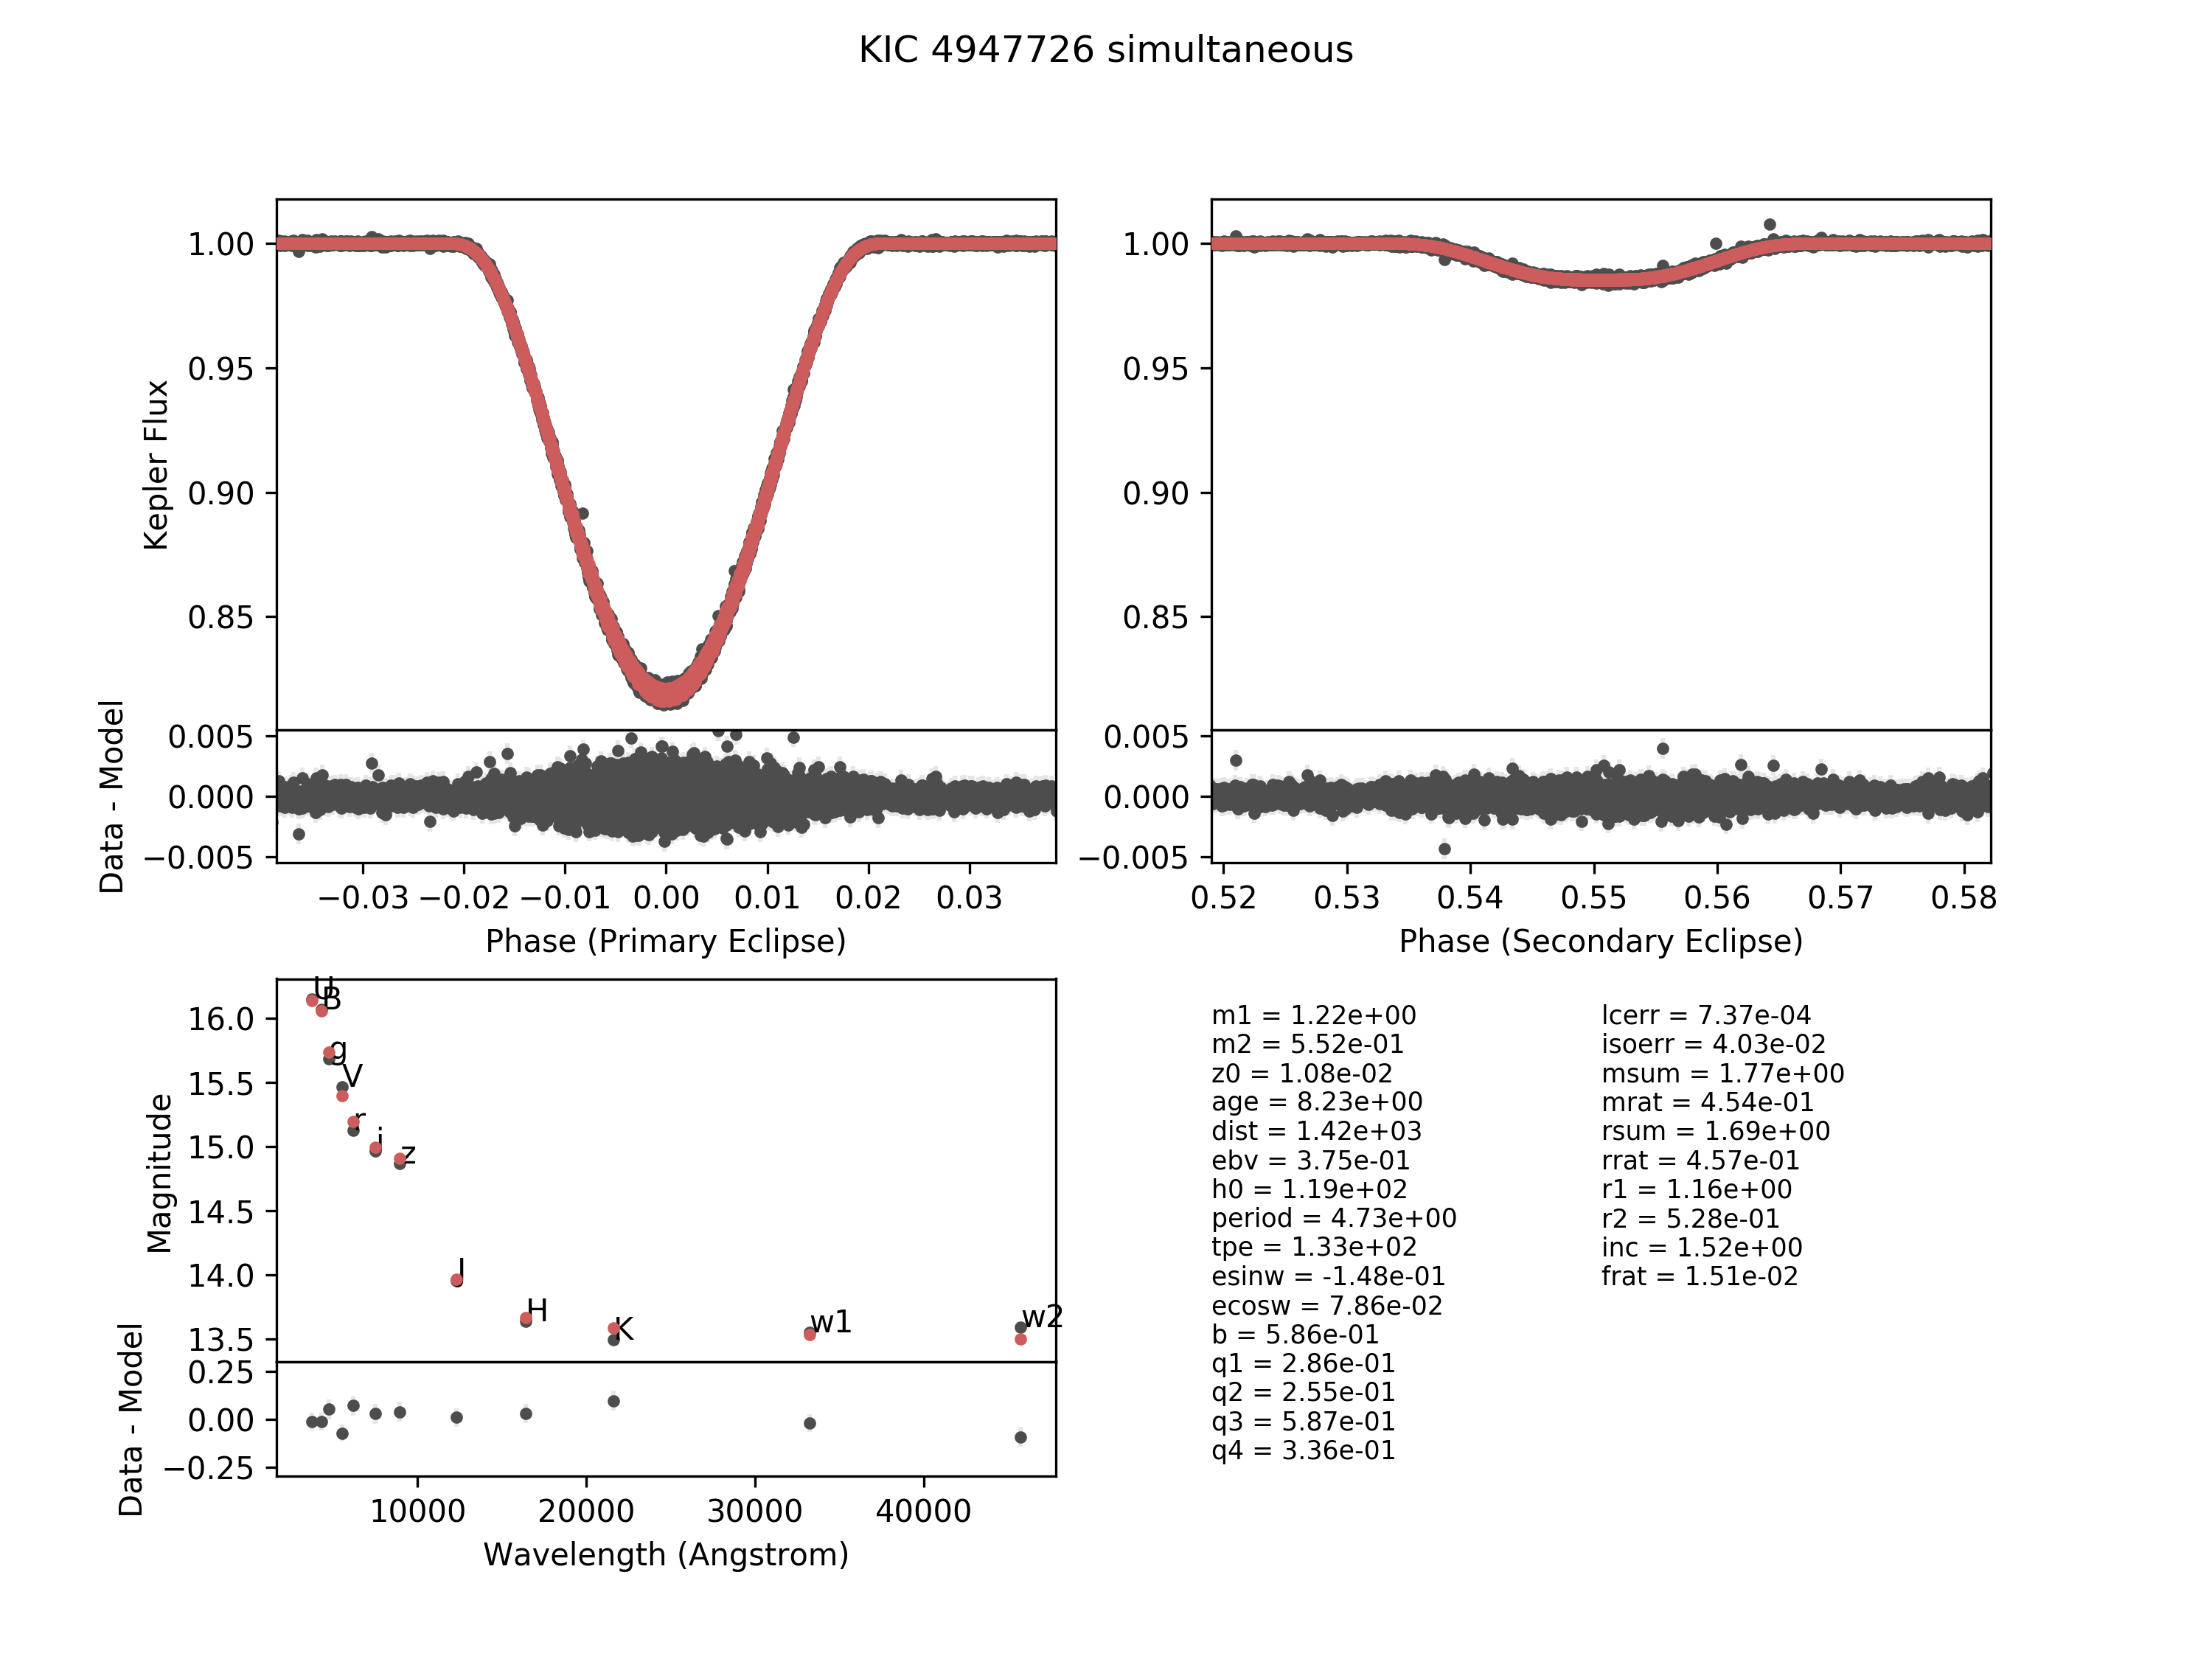 KIC 4947726 simultaneous
Kepler Flux
1.00
0.95
0.90
0.85
1.00
0.95
0.90
0.85
Data - Model
0.005
0.000
−0.005
0.005
0.000
−0.005
−0.03 −0.02 −0.01 0.00 0.01 0.02 0.03
Phase (Primary Eclipse)
0.52 0.53 0.54 0.55 0.56 0.57 0.58
Phase (Secondary Eclipse)
Magnitude
16.0
15.5
15.0
14.5
14.0
13.5
U
B
g
V
r
i
z
J
H
K
w1
w2
Data - Model
0.25
0.00
−0.25
10000 20000 30000 40000
Wavelength (Angstrom)
m1 = 1.22e+00
m2 = 5.52e-01
z0 = 1.08e-02
age = 8.23e+00
dist = 1.42e+03
ebv = 3.75e-01
h0 = 1.19e+02
period = 4.73e+00
tpe = 1.33e+02
esinw = -1.48e-01
ecosw = 7.86e-02
b = 5.86e-01
q1 = 2.86e-01
q2 = 2.55e-01
q3 = 5.87e-01
q4 = 3.36e-01
lcerr = 7.37e-04
isoerr = 4.03e-02
msum = 1.77e+00
mrat = 4.54e-01
rsum = 1.69e+00
rrat = 4.57e-01
r1 = 1.16e+00
r2 = 5.28e-01
inc = 1.52e+00
frat = 1.51e-02